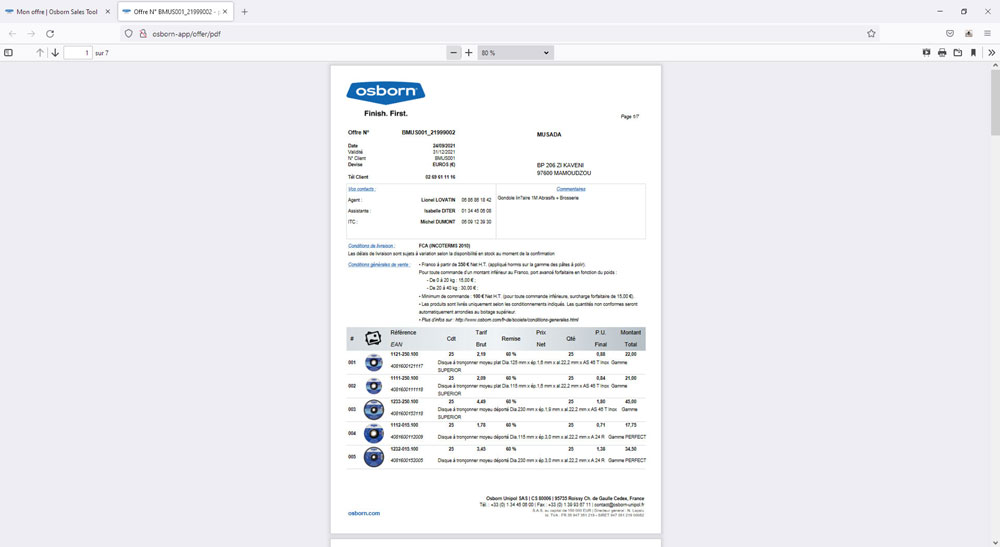 Mon offre | Osborn Sales Tool
Offre N° BMUS001_21999002 - p
osborn-app/offer/pdf
1 sur 7
80 %
osborn
Finish. First.
Page 1/7
Offre N° BMUS001_21999002
MUSADA
Date 24/09/2021
Validité 31/12/2021
N° Client BMUS001
Devise EUROS (€)
BP 206 ZI KAVENI
97600 MAMOUDZOU
Tél Client 02 69 61 11 16
Vos contacts :
Commentaires
Agent : Lionel LOVATIN 06 86 86 18 42
Gondole linéaire 1M Abrasifs + Brosserie
Assistante : Isabelle DITER 01 34 45 06 08
ITC : Michel DUMONT 06 09 12 39 30
Conditions de livraison : FCA (INCOTERMS 2010)
Les délais de livraison sont sujets à variation selon la disponibilité en stock au moment de la confirmation
Conditions générales de vente : • Franco à partir de 350 € Net H.T. (appliqué hormis sur la gamme des pâtes à polir).
Pour toute commande d'un montant inférieur au Franco, port avancé forfaitaire en fonction du poids :
- De 0 à 20 kg : 15,00 € ;
- De 20 à 40 kg : 30,00 € ;
• Minimum de commande : 100 € Net H.T. (pour toute commande inférieure, surcharge forfaitaire de 15,00 €).
• Les produits sont livrés uniquement selon les conditionnements indiqués. Les quantités non conformes seront
automatiquement arrondies au boitage supérieur.
• Plus d'infos sur : http://www.osborn.com/fr-de/societe/conditions-generales.html
# Référence EAN Cdt Tarif Brut Remise Prix Net Qté P.U. Final Montant Total
001 1121-250.100 25 2,19 60 % 25 0,88 22,00
4081600121117 Disque à tronçonner moyeu plat Dia 125 mm x ép.1,6 mm x al.22,2 mm x AS 46 T Inox Gamme
SUPERIOR
002 1111-250.100 25 2,09 60 % 25 0,84 21,00
4081600111118 Disque à tronçonner moyeu plat Dia 115 mm x ép.1,6 mm x al.22,2 mm x AS 46 T Inox Gamme
SUPERIOR
003 1233-250.100 25 4,49 60 % 25 1,80 45,00
Disque à tronçonner moyeu déporté Dia 230 mm x ép.1,9 mm x al.22,2 mm x AS 46 T Inox Gamme
SUPERIOR
004 1112-015.100 25 1,78 60 % 25 0,71 17,75
4081600112009 Disque à tronçonner moyeu déporté Dia 115 mm x ép 3,0 mm x al.22,2 mm x A 24 R Gamme PERFECT
005 1232-015.100 25 3,45 60 % 25 1,38 34,50
Disque à tronçonner moyeu déporté Dia 230 mm x ép 3,0 mm x al.22,2 mm x A 24 R Gamme PERFECT
Osborn Unipol SAS | CS 80006 | 95735 Roissy Ch. de Gaulle Cedex, France
Tél. : +33 (0) 1 34 45 06 00 | Fax : +33 (0) 1 39 93 67 11 | contact@osborn-unipol.fr
osborn.com